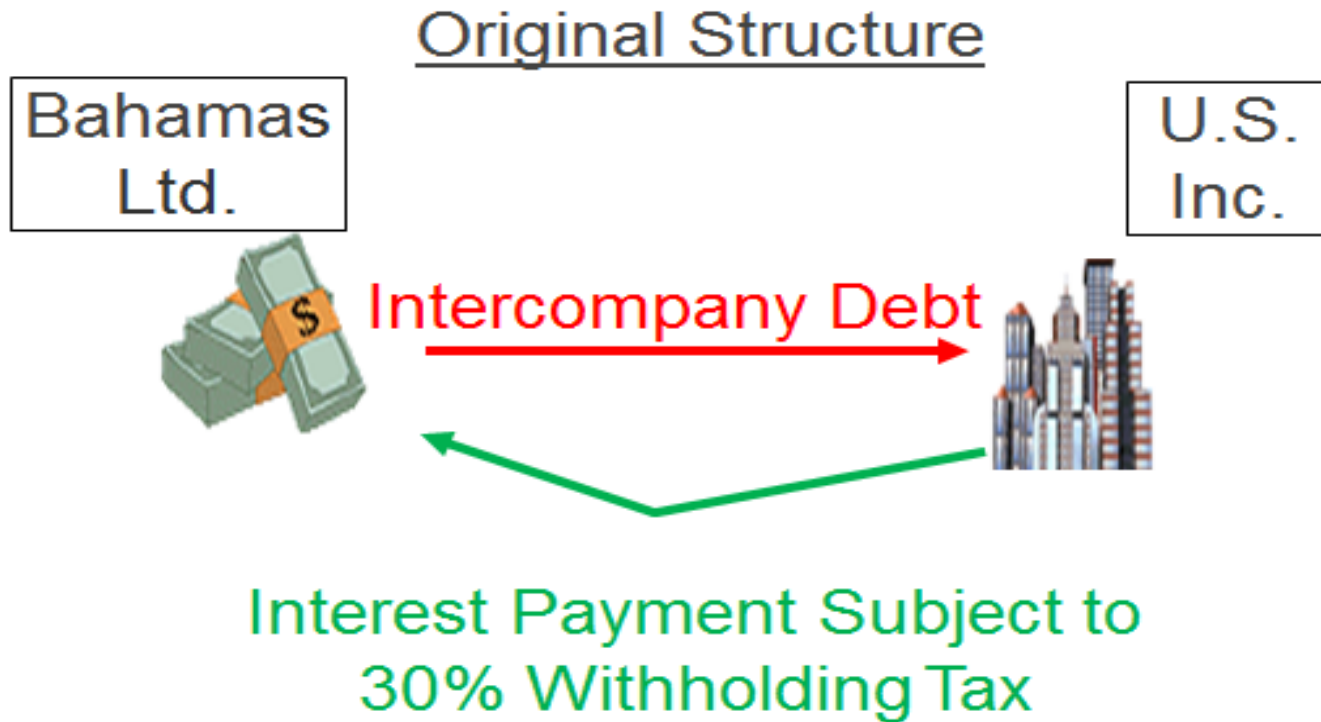 Original Structure
Bahamas
Ltd.
U.S.
Inc.
$
Intercompany Debt
Interest Payment Subject to
30% Withholding Tax